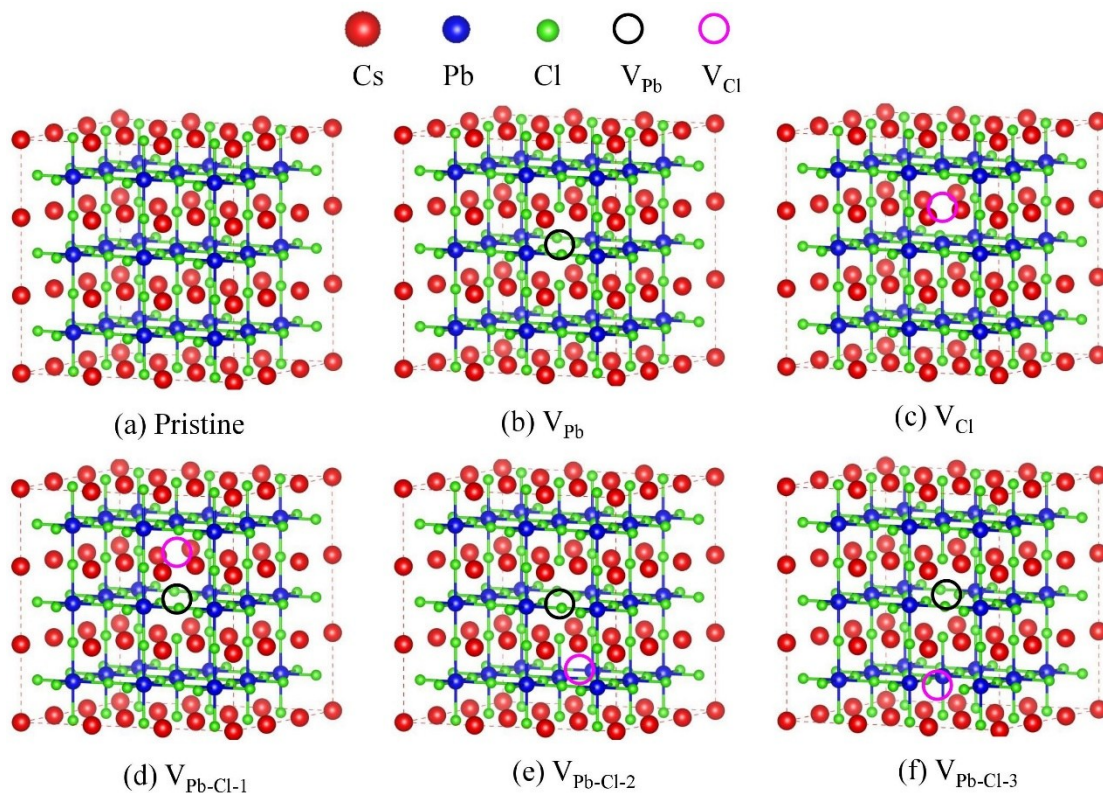 Cs Pb Cl V_Pb V_Cl
(a) Pristine (b) V_Pb (c) V_Cl
(d) V_Pb-Cl-1 (e) V_Pb-Cl-2 (f) V_Pb-Cl-3